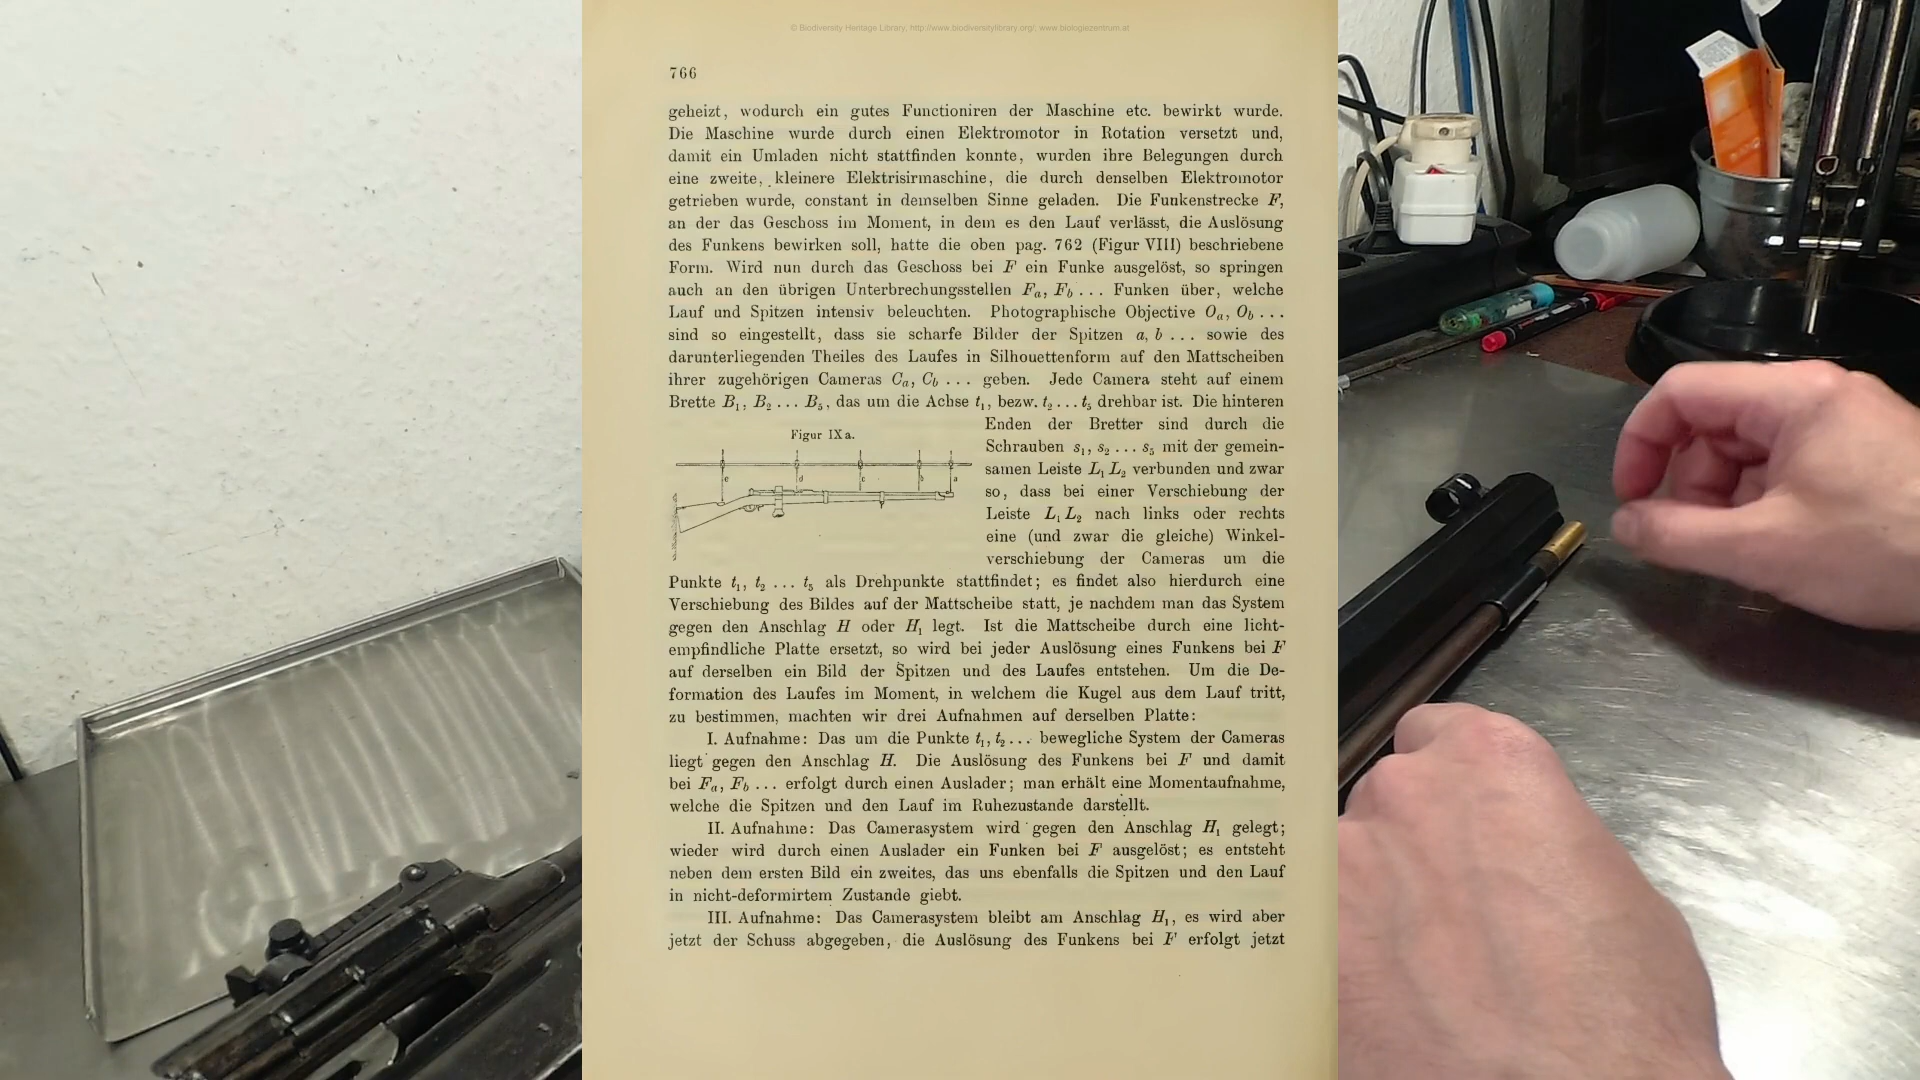 © Biodiversity Heritage Library, http://www.biodiversitylibrary.org/; www.biologiezentrum.at
766
geheizt, wodurch ein gutes Functioniren der Maschine etc. bewirkt wurde.
Die Maschine wurde durch einen Elektromotor in Rotation versetzt und,
damit ein Umladen nicht stattfinden konnte, wurden ihre Belegungen durch
eine zweite, kleinere Elektrisirmaschine, die durch denselben Elektromotor
getrieben wurde, constant in demselben Sinne geladen. Die Funkenstrecke F,
an der das Geschoss im Moment, in dem es den Lauf verlässt, die Auslösung
des Funkens bewirken soll, hatte die oben pag. 762 (Figur VIII) beschriebene
Form. Wird nun durch das Geschoss bei F ein Funke ausgelöst, so springen
auch an den übrigen Unterbrechungsstellen Fa, Fb ... Funken über, welche
Lauf und Spitzen intensiv beleuchten. Photographische Objective Oa, Ob ...
sind so eingestellt, dass sie scharfe Bilder der Spitzen a, b ... sowie des
darunterliegenden Theiles des Laufes in Silhouettenform auf den Mattscheiben
ihrer zugehörigen Cameras Ca, Cb ... geben. Jede Camera steht auf einem
Brette B1, B2 ... B5, das um die Achse t1, bezw. t2 ... t5 drehbar ist. Die hinteren
Enden der Bretter sind durch die
Schrauben s1, s2 ... s5 mit der gemein-
samen Leiste L1 L2 verbunden und zwar
so, dass bei einer Verschiebung der
Leiste L1 L2 nach links oder rechts
eine (und zwar die gleiche) Winkel-
verschiebung der Cameras um die
Figur IXa.
e d c b a
Punkte t1, t2 ... t5 als Drehpunkte stattfindet; es findet also hierdurch eine
Verschiebung des Bildes auf der Mattscheibe statt, je nachdem man das System
gegen den Anschlag H oder H1 legt. Ist die Mattscheibe durch eine licht-
empfindliche Platte ersetzt, so wird bei jeder Auslösung eines Funkens bei F
auf derselben ein Bild der Spitzen und des Laufes entstehen. Um die De-
formation des Laufes im Moment, in welchem die Kugel aus dem Lauf tritt,
zu bestimmen, machten wir drei Aufnahmen auf derselben Platte:
I. Aufnahme: Das um die Punkte t1, t2 ... bewegliche System der Cameras
liegt gegen den Anschlag H. Die Auslösung des Funkens bei F und damit
bei Fa, Fb ... erfolgt durch einen Auslader; man erhält eine Momentaufnahme,
welche die Spitzen und den Lauf im Ruhezustande darstellt.
II. Aufnahme: Das Camerasystem wird gegen den Anschlag H1 gelegt;
wieder wird durch einen Auslader ein Funken bei F ausgelöst; es entsteht
neben dem ersten Bild ein zweites, das uns ebenfalls die Spitzen und den Lauf
in nicht-deformirtem Zustande giebt.
III. Aufnahme: Das Camerasystem bleibt am Anschlag H1, es wird aber
jetzt der Schuss abgegeben, die Auslösung des Funkens bei F erfolgt jetzt